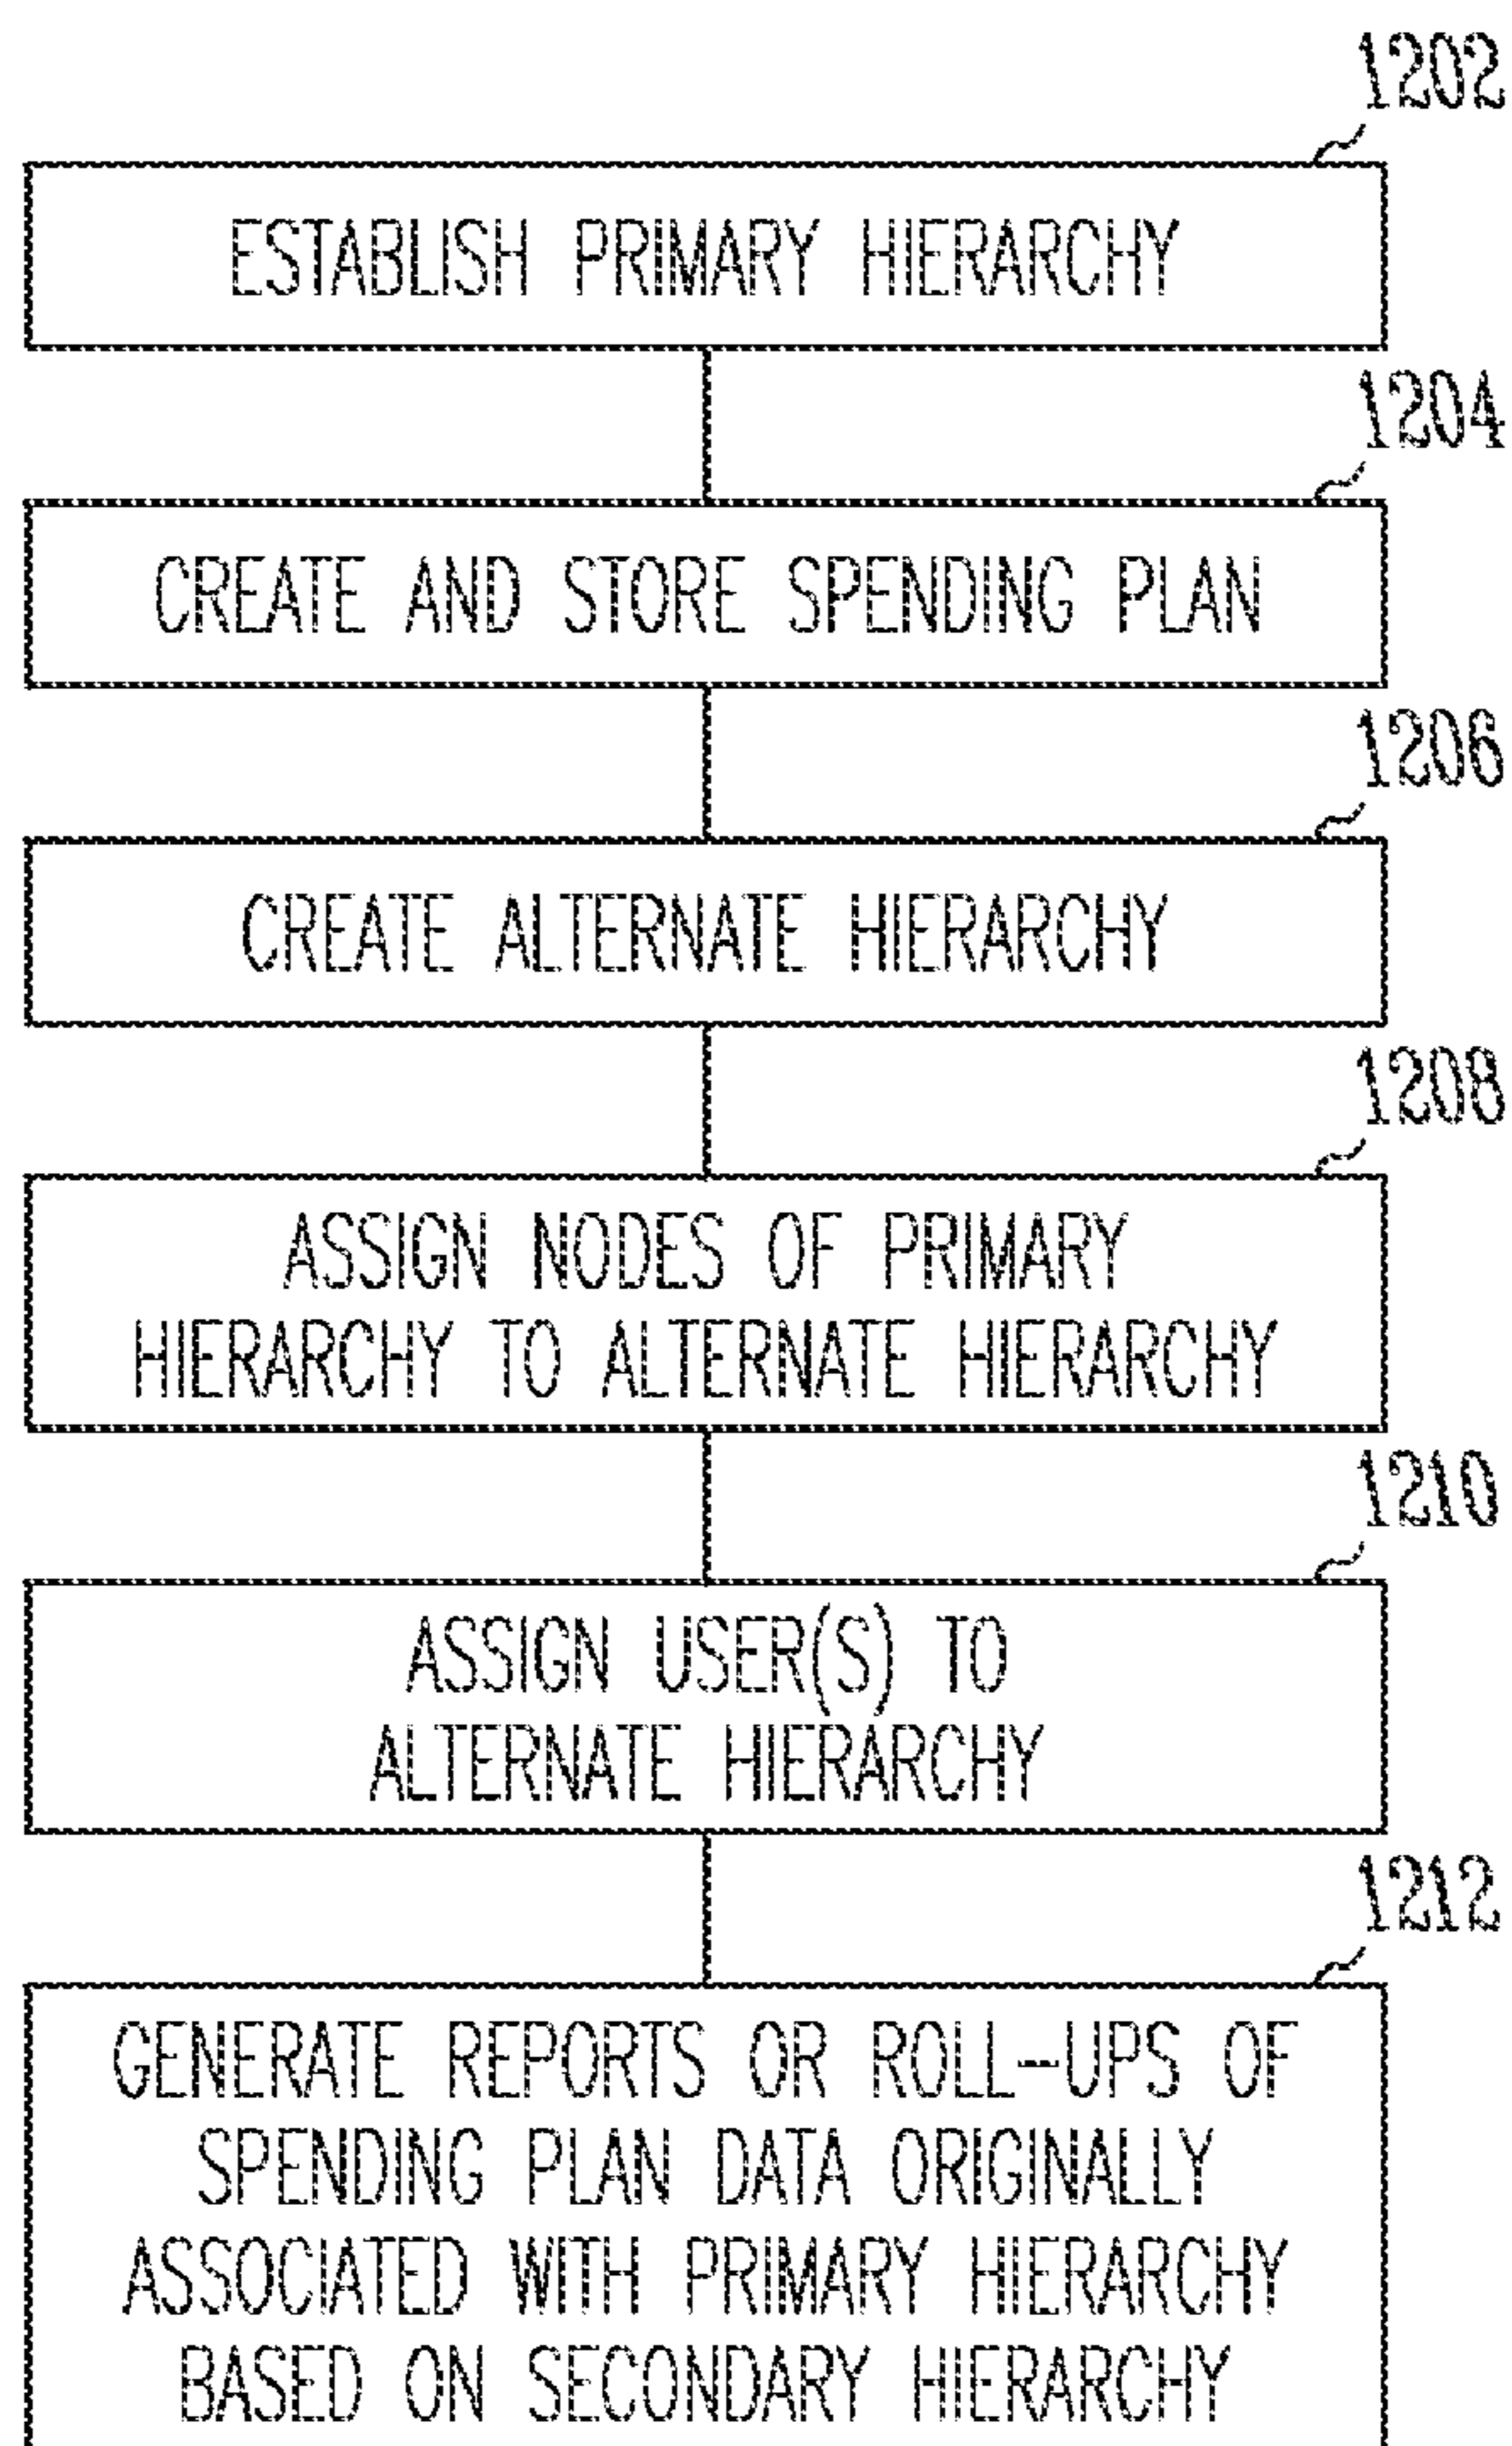 1202
ESTABLISH PRIMARY HIERARCHY
1204
CREATE AND STORE SPENDING PLAN
1206
CREATE ALTERNATE HIERARCHY
1208
ASSIGN NODES OF PRIMARY
HIERARCHY TO ALTERNATE HIERARCHY
1210
ASSIGN USER(S) TO
ALTERNATE HIERARCHY
1212
GENERATE REPORTS OR ROLL-UPS OF
SPENDING PLAN DATA ORIGINALLY
ASSOCIATED WITH PRIMARY HIERARCHY
BASED ON SECONDARY HIERARCHY